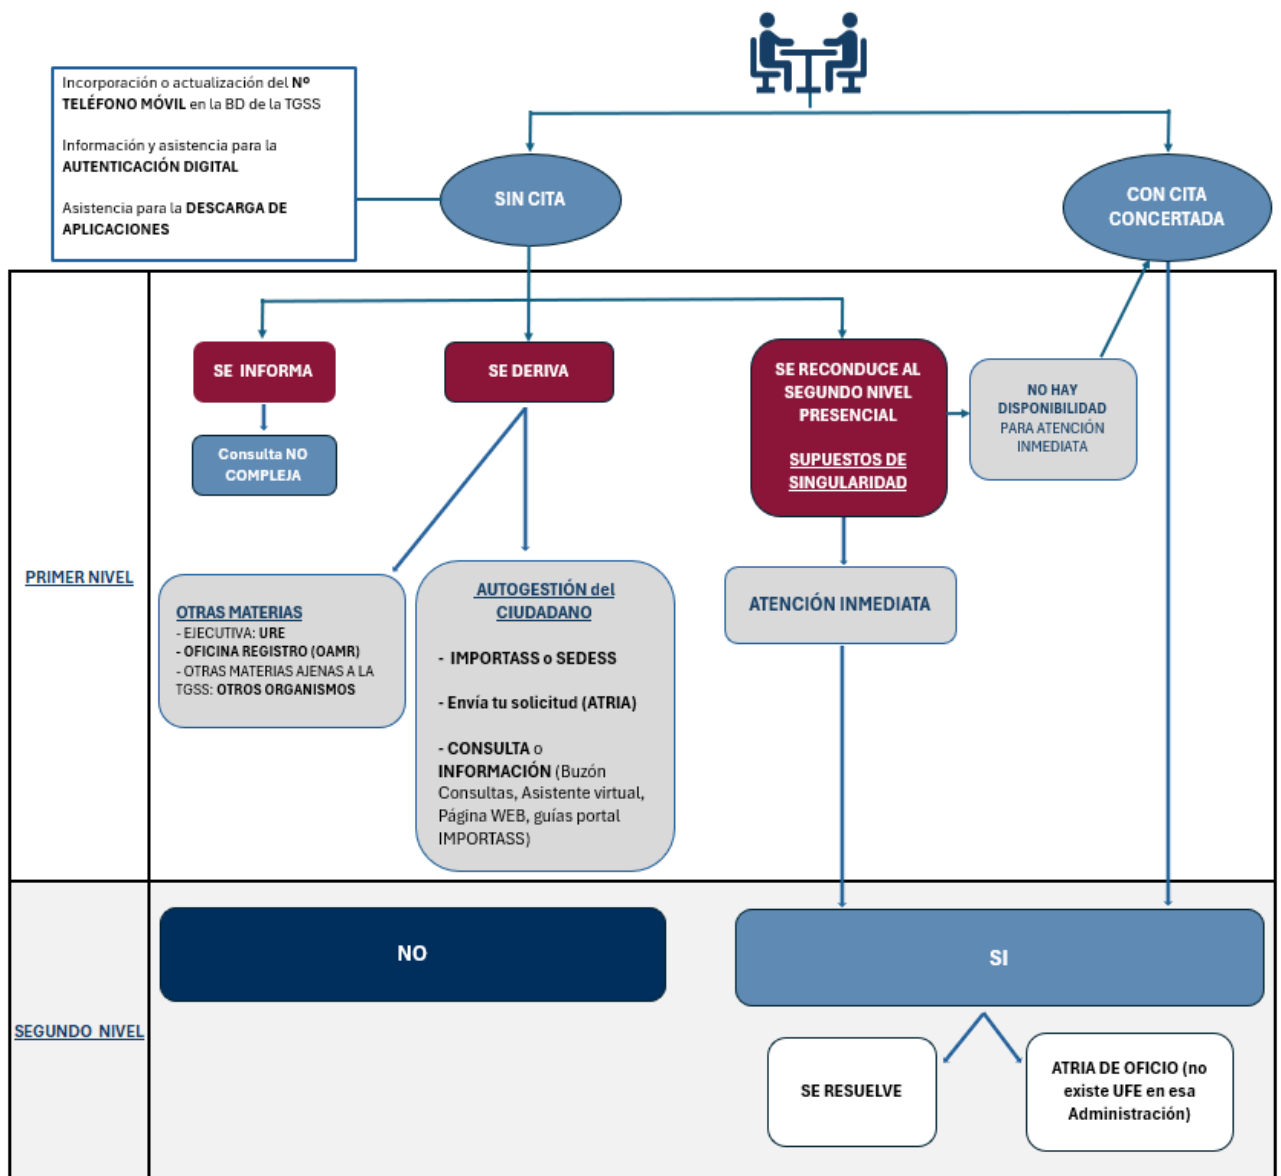 Incorporación o actualización del Nº
TELÉFONO MÓVIL en la BD de la TGSS
Información y asistencia para la
AUTENTICACIÓN DIGITAL
Asistencia para la DESCARGA DE
APLICACIONES
SIN CITA
CON CITA
CONCERTADA
PRIMER NIVEL
SE INFORMA
Consulta NO
COMPLEJA
SE DERIVA
OTRAS MATERIAS
- EJECUTIVA: URE
- OFICINA REGISTRO (OAMR)
- OTRAS MATERIAS AJENAS A LA
TGSS: OTROS ORGANISMOS
AUTOGESTIÓN del
CIUDADANO
- IMPORTASS o SEDESS
- Envía tu solicitud (ATRIA)
- CONSULTA o
INFORMACIÓN (Buzón
Consultas, Asistente virtual,
Página WEB, guías portal
IMPORTASS)
SE RECONDUCE AL
SEGUNDO NIVEL
PRESENCIAL
SUPUESTOS DE
SINGULARIDAD
NO HAY
DISPONIBILIDAD
PARA ATENCIÓN
INMEDIATA
ATENCIÓN INMEDIATA
SEGUNDO NIVEL
NO
SI
SE RESUELVE
ATRIA DE OFICIO (no
existe UFE en esa
Administración)